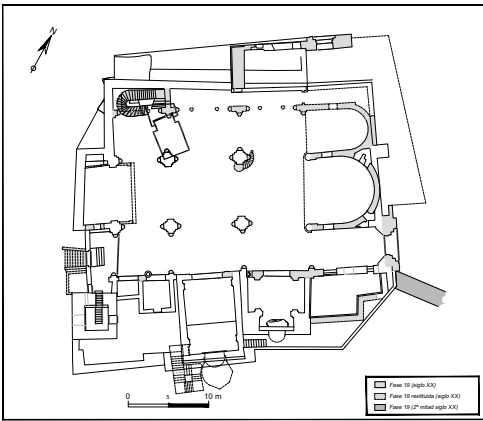 N
0 5 10 m
Fase 19 (siglo XX)
Fase 19 restituida (siglo XX)
Fase 19 (2ª mitad siglo XX)